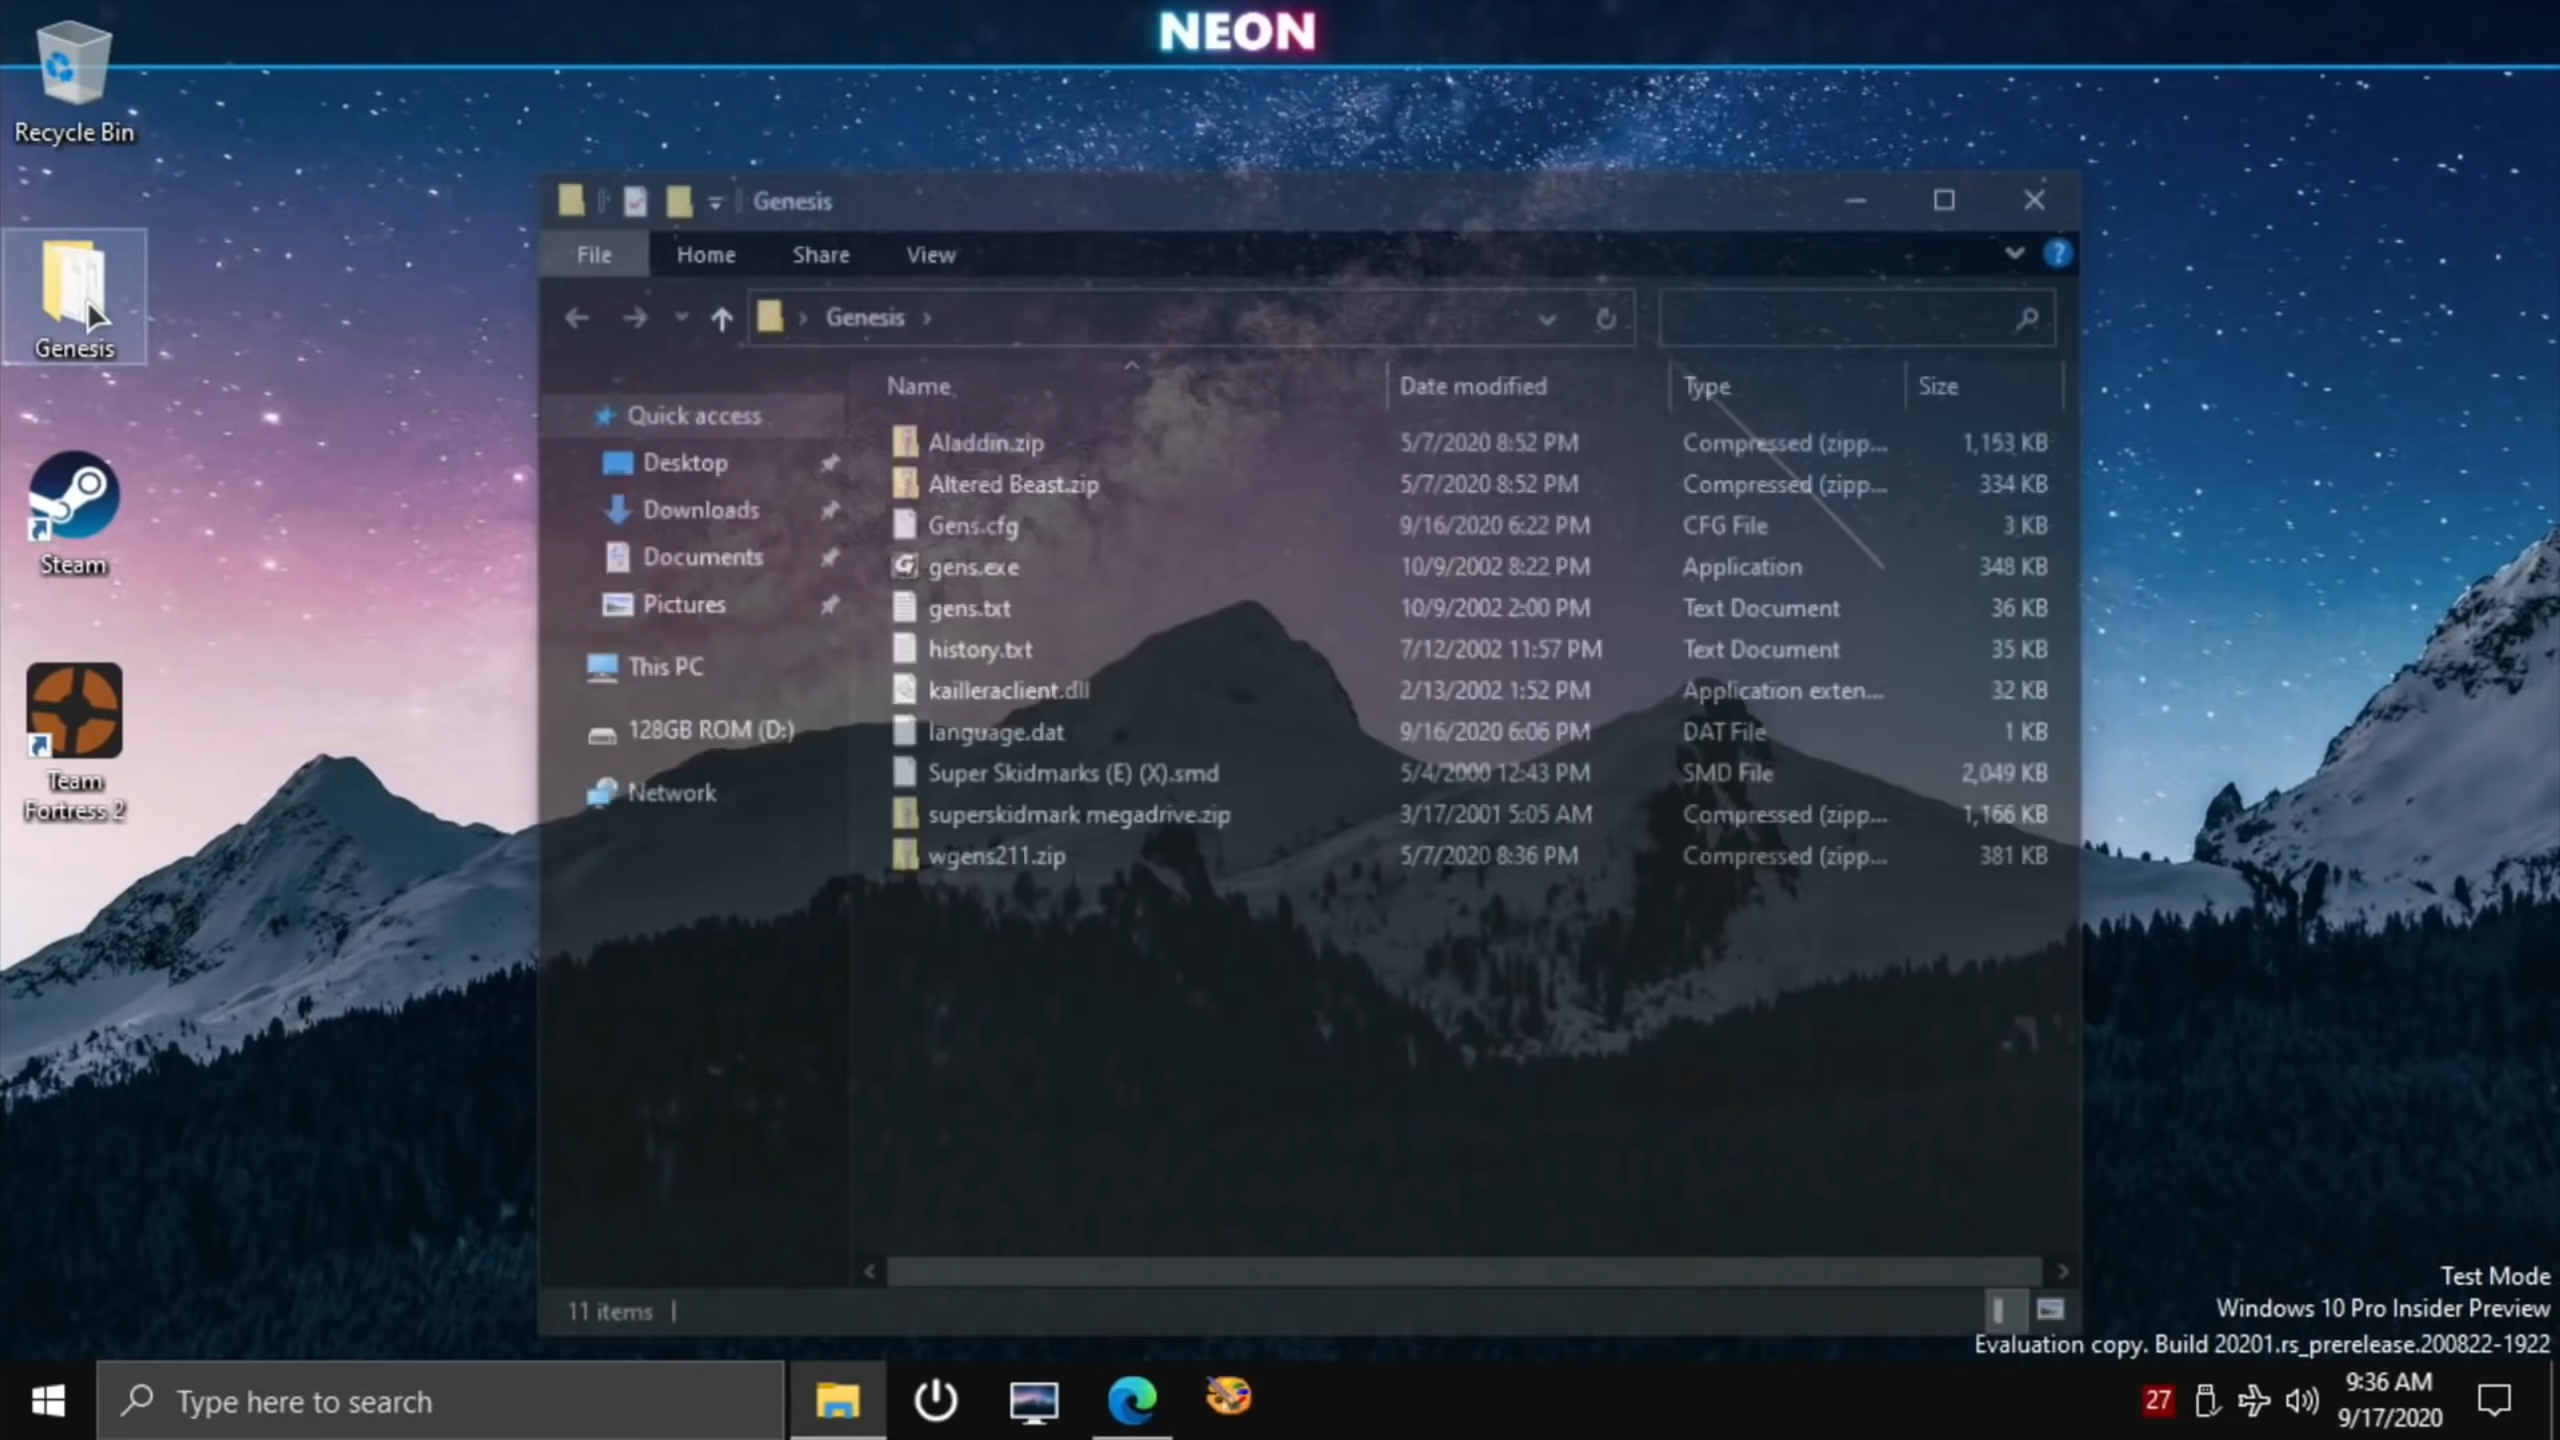 NEON
Recycle Bin
Genesis
Steam
Team
Fortress 2
Genesis
File Home Share View
Genesis
Name Date modified Type Size
Quick access
Desktop
Downloads
Documents
Pictures
This PC
128GB ROM (D:)
Network
Aladdin.zip 5/7/2020 8:52 PM Compressed (zipp... 1,153 KB
Altered Beast.zip 5/7/2020 8:52 PM Compressed (zipp... 334 KB
Gens.cfg 9/16/2020 6:22 PM CFG File 3 KB
gens.exe 10/9/2002 8:22 PM Application 348 KB
gens.txt 10/9/2002 2:00 PM Text Document 36 KB
history.txt 7/12/2002 11:57 PM Text Document 35 KB
kailleraclient.dll 2/13/2002 1:52 PM Application exten... 32 KB
language.dat 9/16/2020 6:06 PM DAT File 1 KB
Super Skidmarks (E) (X).smd 5/4/2000 12:43 PM SMD File 2,049 KB
superskidmark megadrive.zip 3/17/2001 5:05 AM Compressed (zipp... 1,166 KB
wgens211.zip 5/7/2020 8:36 PM Compressed (zipp... 381 KB
11 items
Test Mode
Windows 10 Pro Insider Preview
Evaluation copy. Build 20201.rs_prerelease.200822-1922
Type here to search
27
9:36 AM
9/17/2020